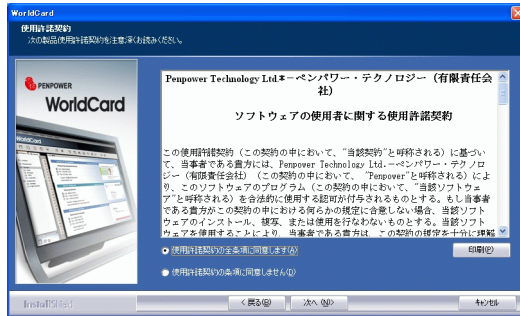 WorldCard
使用許諾契約
次の製品使用許諾契約を注意深くお読みください。
PENPOWER
WorldCard
Penpower Technology Ltd.*－ペンパワー・テクノロジー（有限責任会
社）
ソフトウェアの使用者に関する使用許諾契約
この使用許諾契約（この契約の中において、"当該契約"と呼称される）に基づい
て、当事者である貴方には、Penpower Technology Ltd.－ペンパワー・テクノロ
ジー（有限責任会社）（この契約の中において、"Penpower"と呼称される）によ
り、このソフトウェアのプログラム（この契約の中において、"当該ソフトウェ
ア"と呼称される）を合法的に使用する認可が付与されるものとする。もし当事者
である貴方がこの契約の中における何らかの規定に合意しない場合、当該ソフト
ウェアのインストール、複写、または使用を行なわないものとする。当該ソフト
ウェアを使用することにより、当事者である貴方は、この契約の規定を十分に理解
使用許諾契約の全条項に同意します(A)
印刷(P)
使用許諾契約の条項に同意しません(D)
InstallShield
< 戻る(B)
次へ (N)>
キャンセル